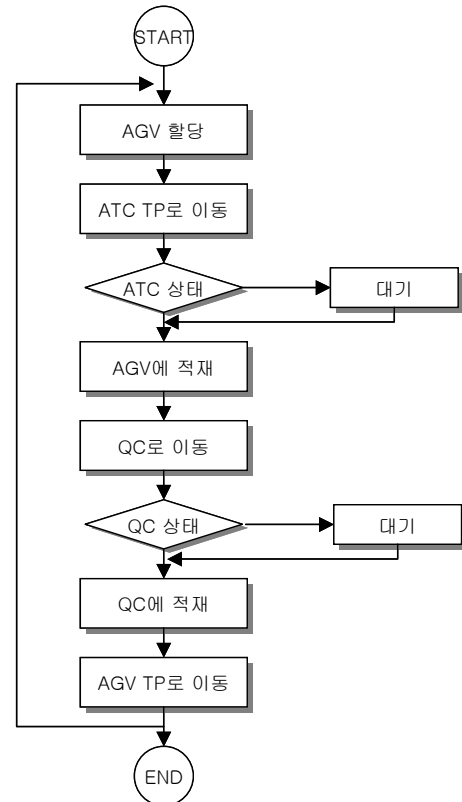 START
AGV 할당
ATC TP로 이동
ATC 상태
대기
AGV에 적재
QC로 이동
QC 상태
대기
QC에 적재
AGV TP로 이동
END